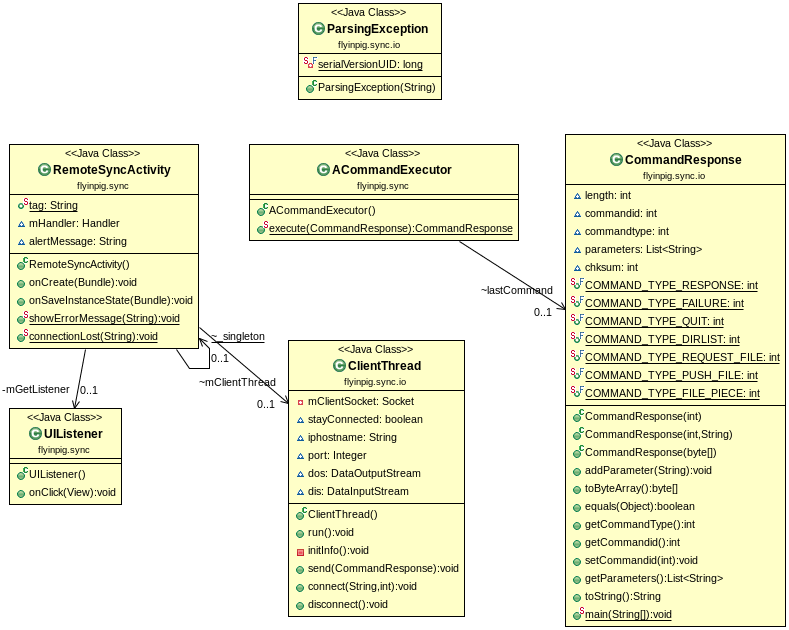 <<Java Class>>
ParsingException
flyinpig.sync.io
serialVersionUID: long
ParsingException(String)
<<Java Class>>
RemoteSyncActivity
flyinpig.sync
tag: String
mHandler: Handler
alertMessage: String
RemoteSyncActivity()
onCreate(Bundle):void
onSaveInstanceState(Bundle):void
showErrorMessage(String):void
connectionLost(String):void
<<Java Class>>
ACommandExecutor
flyinpig.sync
ACommandExecutor()
execute(CommandResponse):CommandResponse
<<Java Class>>
CommandResponse
flyinpig.sync.io
length: int
commandid: int
commandtype: int
parameters: List<String>
chksum: int
COMMAND_TYPE_RESPONSE: int
COMMAND_TYPE_FAILURE: int
COMMAND_TYPE_QUIT: int
COMMAND_TYPE_DIRLIST: int
COMMAND_TYPE_REQUEST_FILE: int
COMMAND_TYPE_PUSH_FILE: int
COMMAND_TYPE_FILE_PIECE: int
CommandResponse(int)
CommandResponse(int,String)
CommandResponse(byte[])
addParameter(String):void
toByteArray():byte[]
equals(Object):boolean
getCommandType():int
getCommandid():int
setCommandid(int):void
getParameters():List<String>
toString():String
main(String[]):void
~lastCommand
0..1
~_singleton
0..1
~mClientThread
0..1
-mGetListener
0..1
<<Java Class>>
UIListener
flyinpig.sync
UIListener()
onClick(View):void
<<Java Class>>
ClientThread
flyinpig.sync.io
mClientSocket: Socket
stayConnected: boolean
iphostname: String
port: Integer
dos: DataOutputStream
dis: DataInputStream
ClientThread()
run():void
initInfo():void
send(CommandResponse):void
connect(String,int):void
disconnect():void